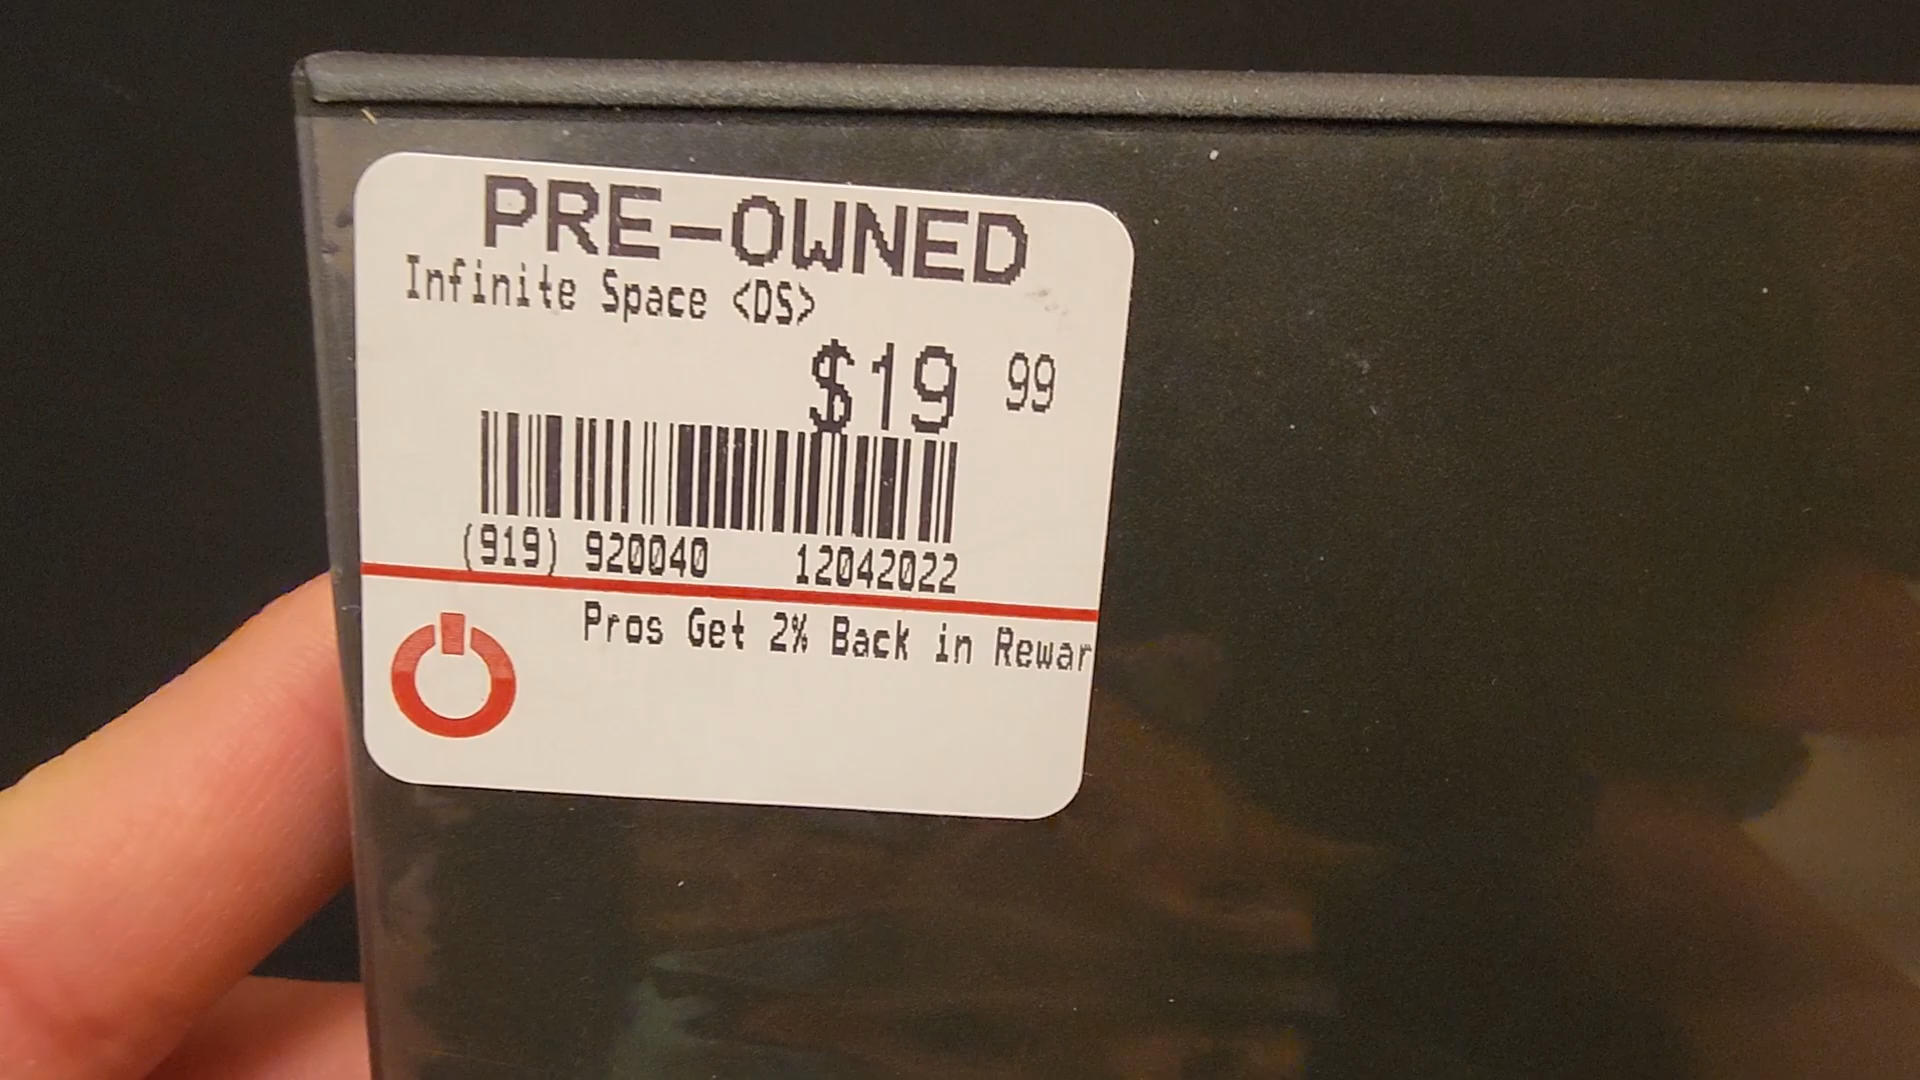 PRE-OWNED
Infinite Space <DS>
$19 99
(919) 920040 12042022
Pros Get 2% Back in Rewar